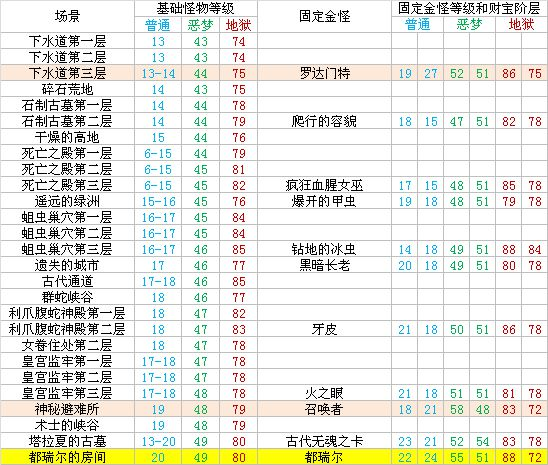 场景 基础怪物等级 固定金怪 固定金怪等级和财宝阶层
普通 恶梦 地狱 普通 恶梦 地狱
下水道第一层 13 43 74
下水道第二层 13 43 74
下水道第三层 13-14 44 75 罗达门特 19 27 52 51 86 75
碎石荒地 14 43 75
石制古墓第一层 14 44 78
石制古墓第二层 14 44 79 爬行的容貌 18 15 47 51 82 78
干燥的高地 15 44 76
死亡之殿第一层 6-15 44 79
死亡之殿第二层 6-15 45 81
死亡之殿第三层 6-15 45 82 疯狂血腥女巫 17 15 48 51 85 78
遥远的绿洲 15-16 45 76 爆开的甲虫 19 18 48 51 79 78
蛆虫巢穴第一层 16-17 45 84
蛆虫巢穴第二层 16-17 45 84
蛆虫巢穴第三层 16-17 46 85 钻地的冰虫 14 18 49 51 88 84
遗失的城市 17 46 77 黑暗长老 20 18 49 51 80 78
古代通道 17-18 46 85
群蛇峡谷 18 47 77
利爪腹蛇神殿第一层 18 47 82
利爪腹蛇神殿第二层 18 47 83 牙皮 21 18 50 51 86 78
女眷住处第二层 18 47 78
皇宫监牢第一层 17-18 47 78
皇宫监牢第二层 17-18 47 78
皇宫监牢第三层 17-18 48 78 火之眼 21 18 51 51 81 78
神秘避难所 19 48 79 召唤者 18 21 58 48 83 72
术士的峡谷 19 48 79
塔拉夏的古墓 13-20 49 80 古代无魂之卡 23 21 52 54 83 78
都瑞尔的房间 20 49 80 都瑞尔 22 24 55 51 88 72